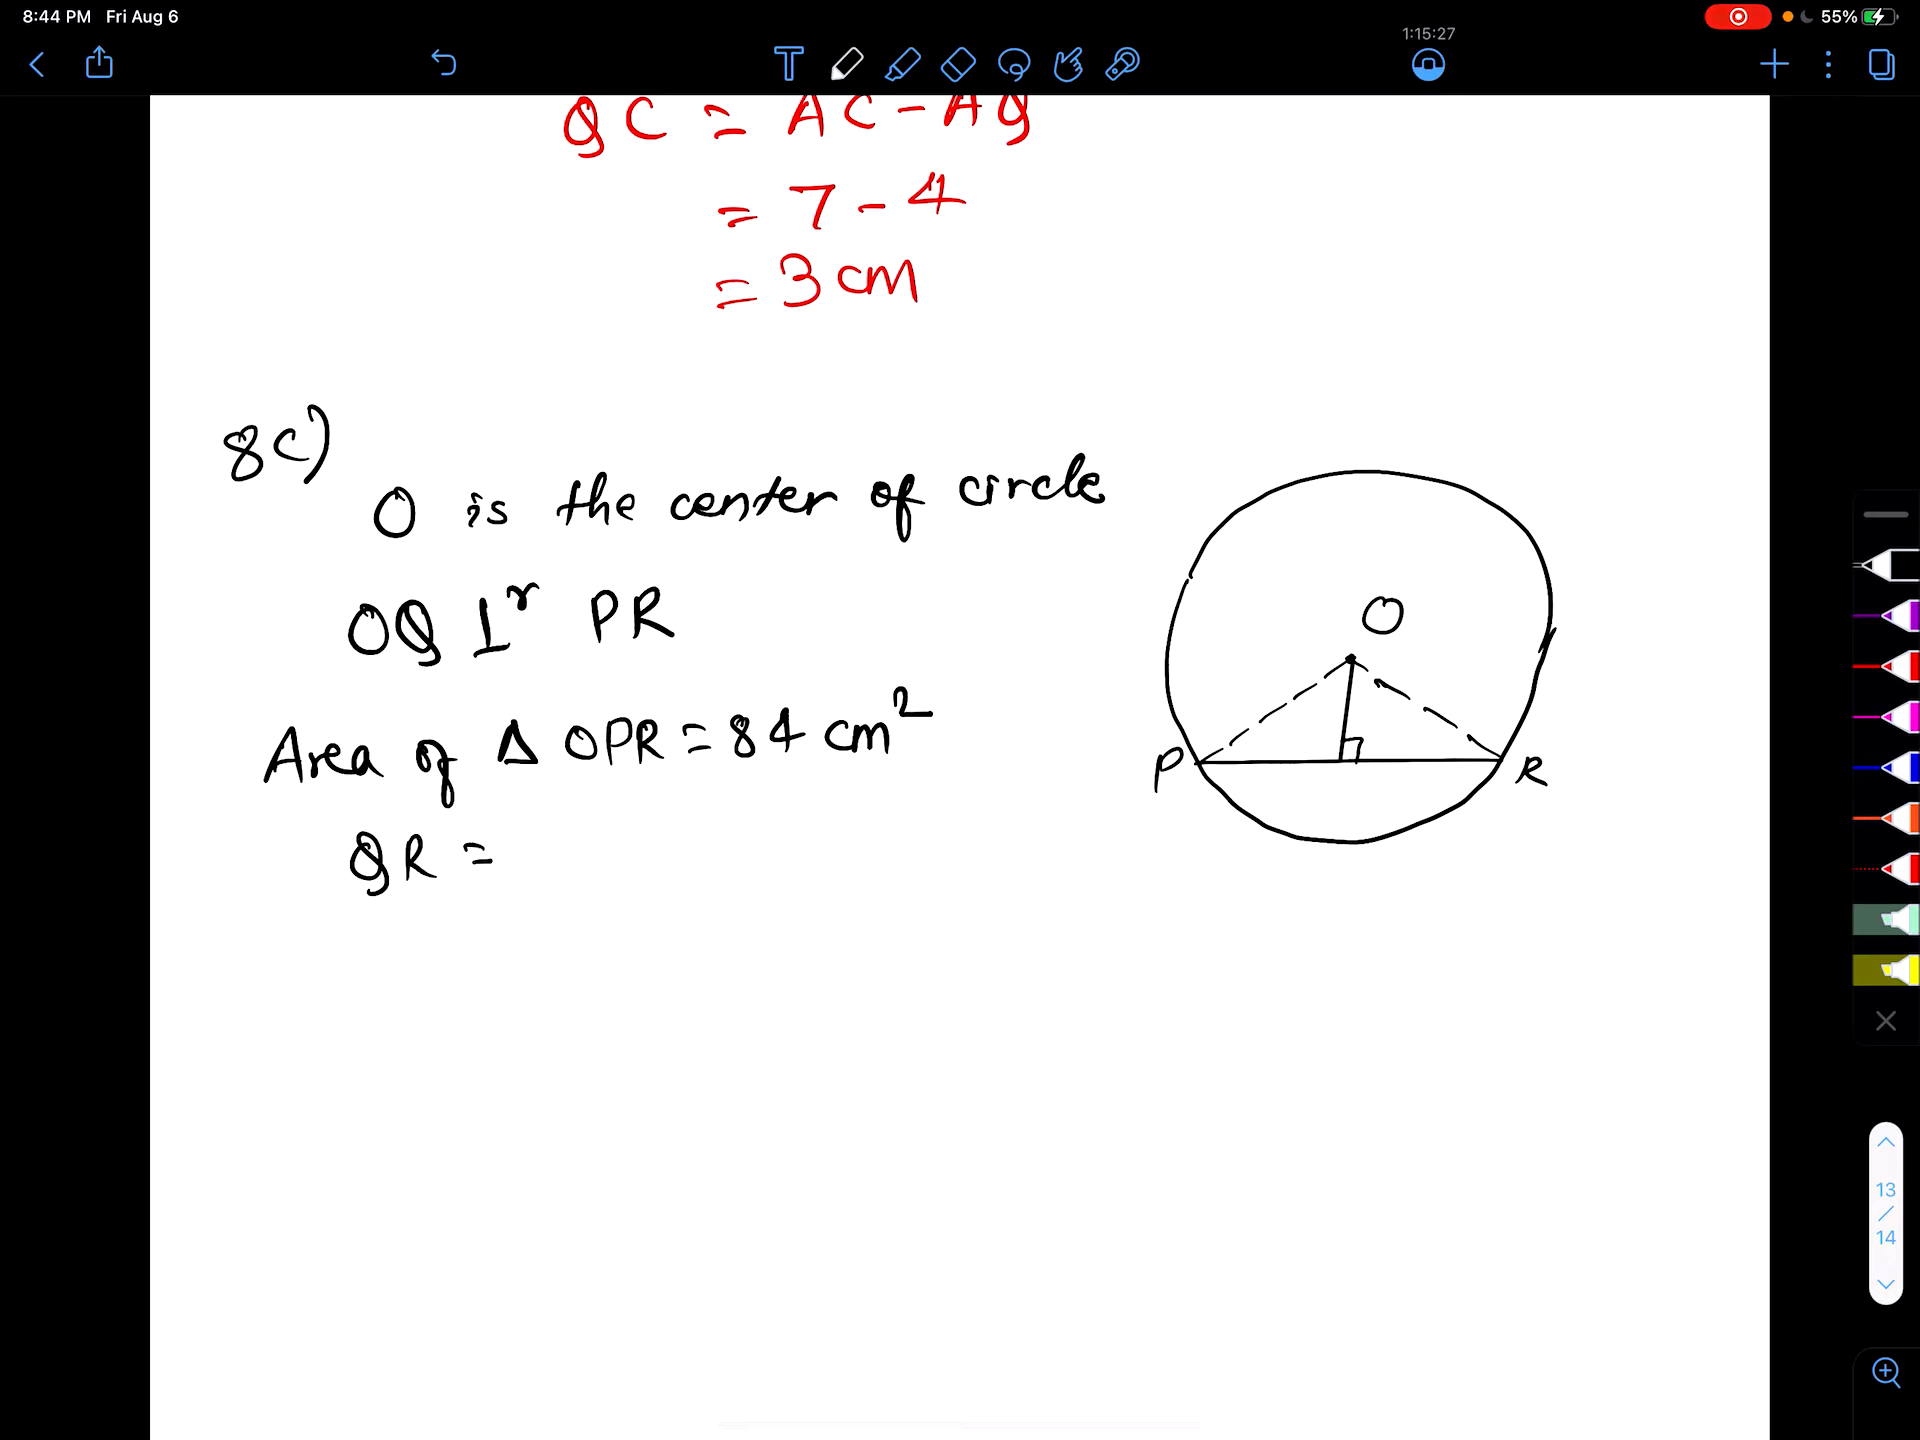 8:44 PM Fri Aug 6
55%
1:15:27
T
QC = AC - AQ
= 7 - 4
= 3 cm
8c)
O is the center of circle
OQ ⊥r PR
Area of Δ OPR = 84 cm²
QR =
O
P
R
13
/
14